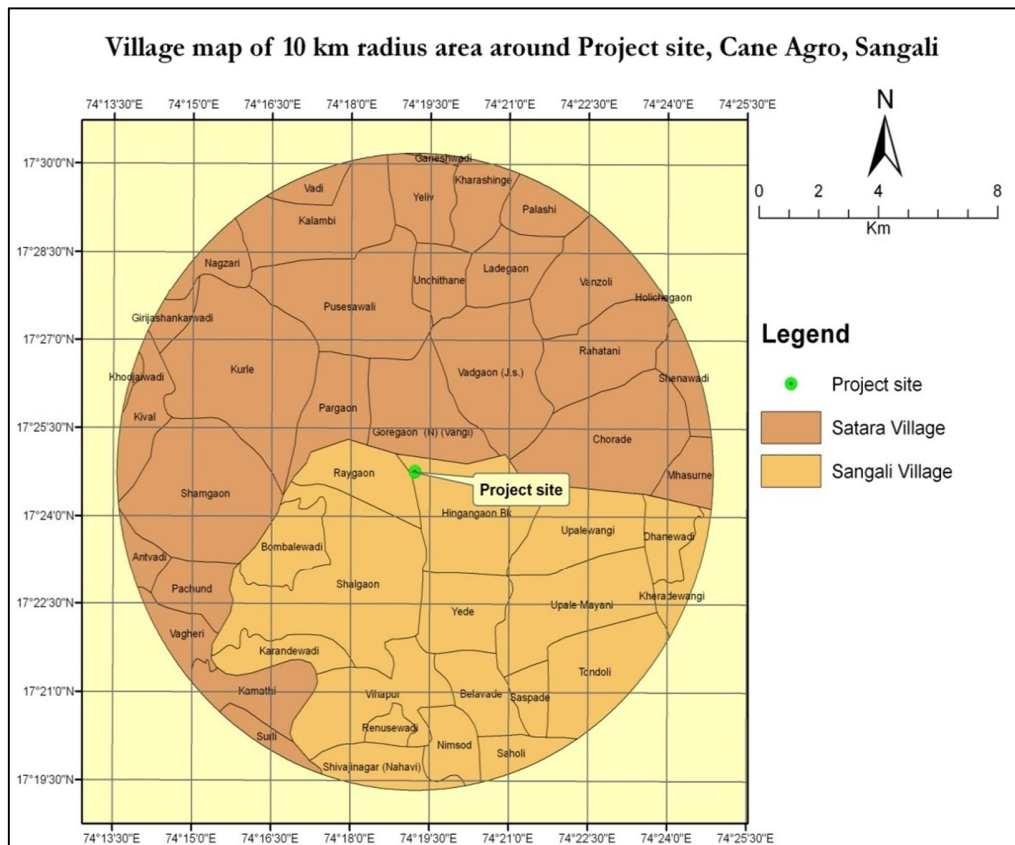 Village map of 10 km radius area around Project site, Cane Agro, Sangali
74°13'30"E 74°15'0"E 74°16'30"E 74°18'0"E 74°19'30"E 74°21'0"E 74°22'30"E 74°24'0"E 74°25'30"E
N
0 2 4 8
Km
17°30'0"N
17°28'30"N
17°27'0"N
17°25'30"N
17°24'0"N
17°22'30"N
17°21'0"N
17°19'30"N
Ganeshwadi
Vadi
Yeliv
Kharashinge
Kalambi
Palashi
Nagzari
Unchithane
Ladegaon
Vanzoli
Pusesawali
Holichagaon
Girijashankarwadi
Rahatani
Khodjaiwadi
Kurle
Vadgaon (J.s.)
Shenawadi
Kival
Pargaon
Goregaon (N) (Vangi)
Chorade
Raygaon
Mhasurne
Shamgaon
Project site
Hingangaon Bk
Upalewangi
Dhanewadi
Antvadi
Bombalewadi
Pachund
Shalgaon
Kheradewangi
Yede
Upale Mayani
Vagheri
Karandewadi
Tondoli
Kamathi
Vihapur
Belavade
Saspade
Surli
Renusewadi
Nimsod
Saholi
Shivajinagar (Nahavi)
Legend
Project site
Satara Village
Sangali Village
74°13'30"E 74°15'0"E 74°16'30"E 74°18'0"E 74°19'30"E 74°21'0"E 74°22'30"E 74°24'0"E 74°25'30"E